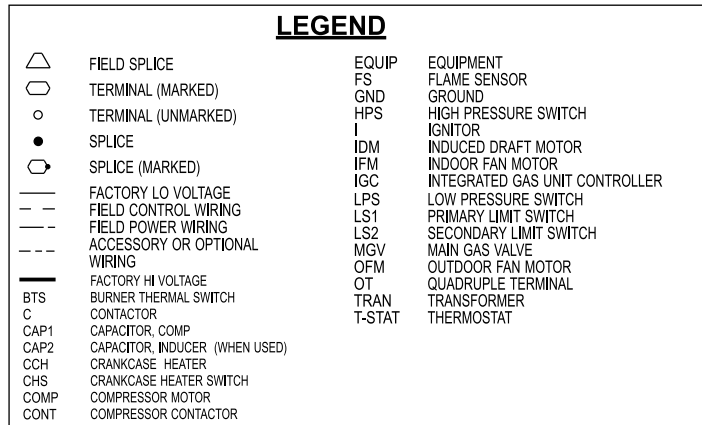 LEGEND
FIELD SPLICE
TERMINAL (MARKED)
TERMINAL (UNMARKED)
SPLICE
SPLICE (MARKED)
FACTORY LO VOLTAGE
FIELD CONTROL WIRING
FIELD POWER WIRING
ACCESSORY OR OPTIONAL
WIRING
FACTORY HI VOLTAGE
BTS BURNER THERMAL SWITCH
C CONTACTOR
CAP1 CAPACITOR, COMP
CAP2 CAPACITOR, INDUCER (WHEN USED)
CCH CRANKCASE HEATER
CHS CRANKCASE HEATER SWITCH
COMP COMPRESSOR MOTOR
CONT COMPRESSOR CONTACTOR
EQUIP EQUIPMENT
FS FLAME SENSOR
GND GROUND
HPS HIGH PRESSURE SWITCH
I IGNITOR
IDM INDUCED DRAFT MOTOR
IFM INDOOR FAN MOTOR
IGC INTEGRATED GAS UNIT CONTROLLER
LPS LOW PRESSURE SWITCH
LS1 PRIMARY LIMIT SWITCH
LS2 SECONDARY LIMIT SWITCH
MGV MAIN GAS VALVE
OFM OUTDOOR FAN MOTOR
OT QUADRUPLE TERMINAL
TRAN TRANSFORMER
T-STAT THERMOSTAT